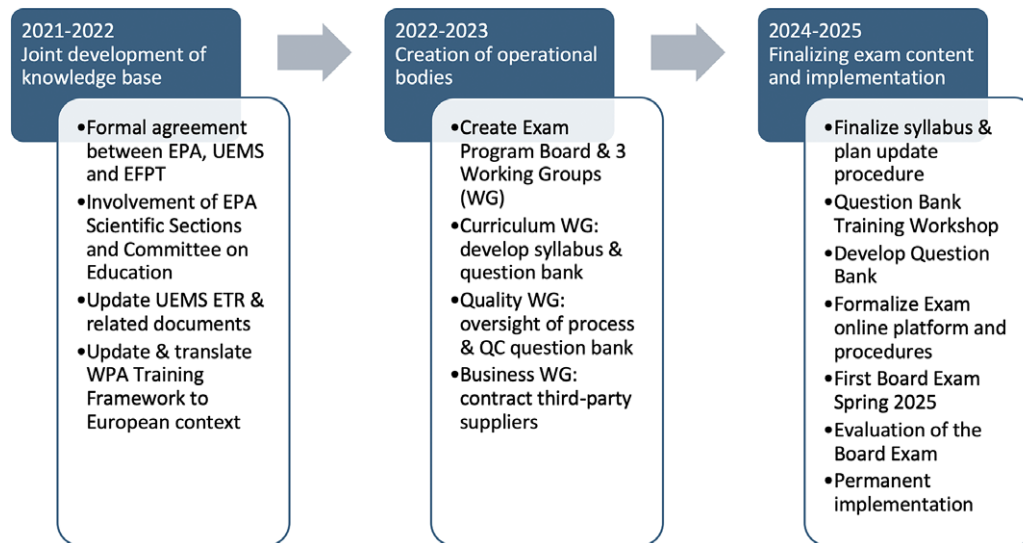 2021-2022
Joint development of
knowledge base
•Formal agreement
between EPA, UEMS
and EFPT
•Involvement of EPA
Scientific Sections
and Committee on
Education
•Update UEMS ETR &
related documents
•Update & translate
WPA Training
Framework to
European context
2022-2023
Creation of operational
bodies
•Create Exam
Program Board & 3
Working Groups
(WG)
•Curriculum WG:
develop syllabus &
question bank
•Quality WG:
oversight of process
& QC question bank
•Business WG:
contract third-party
suppliers
2024-2025
Finalizing exam content
and implementation
•Finalize syllabus &
plan update
procedure
•Question Bank
Training Workshop
•Develop Question
Bank
•Formalize Exam
online platform and
procedures
•First Board Exam
Spring 2025
•Evaluation of the
Board Exam
•Permanent
implementation